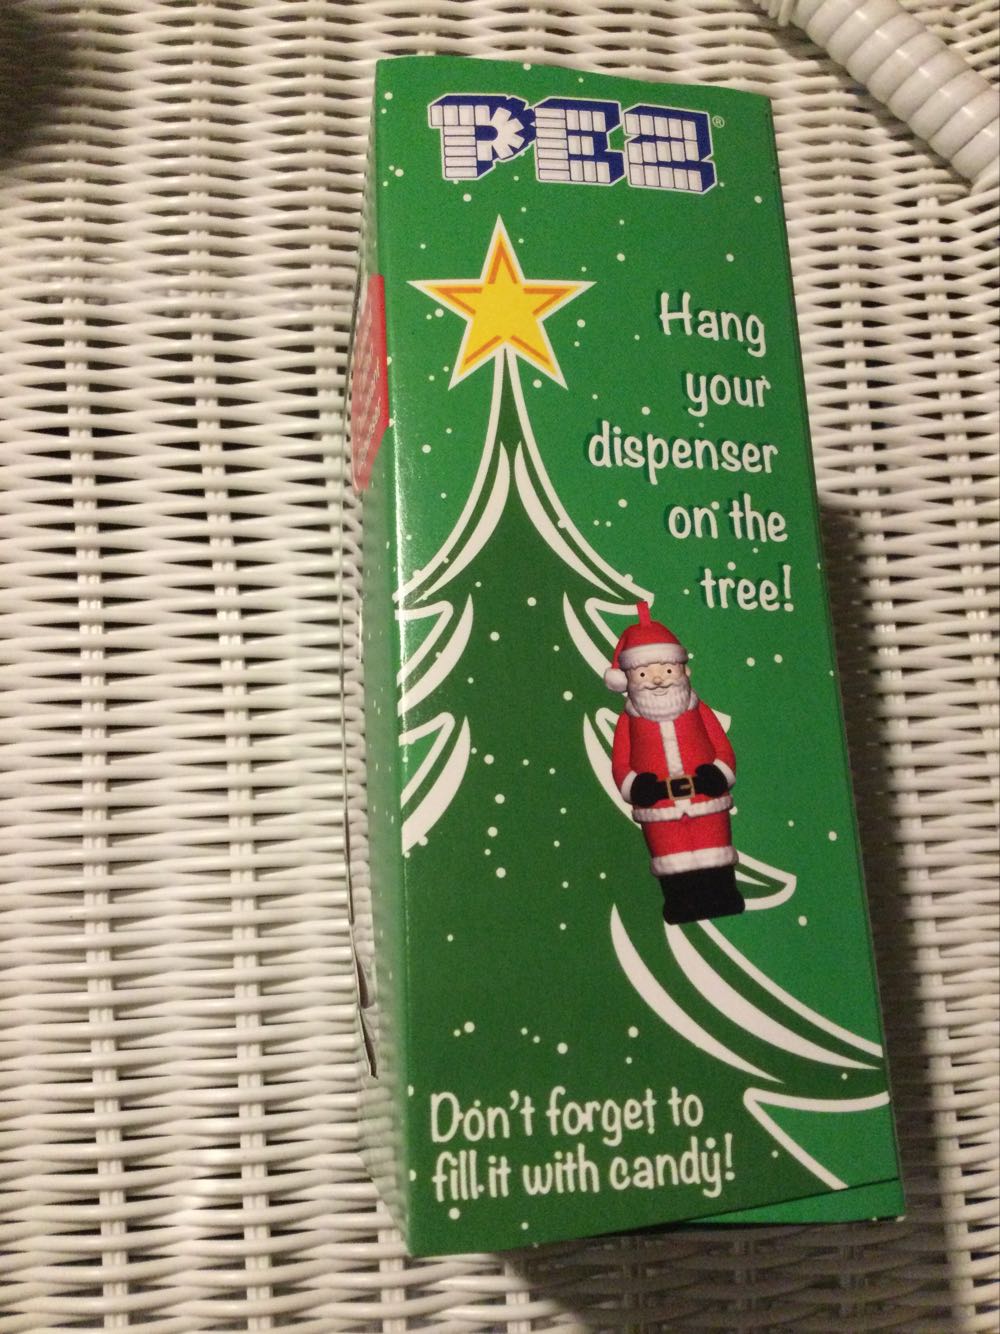 PEZ®
Hang
your
dispenser
on the
tree!
Don't forget to
fill it with candy!